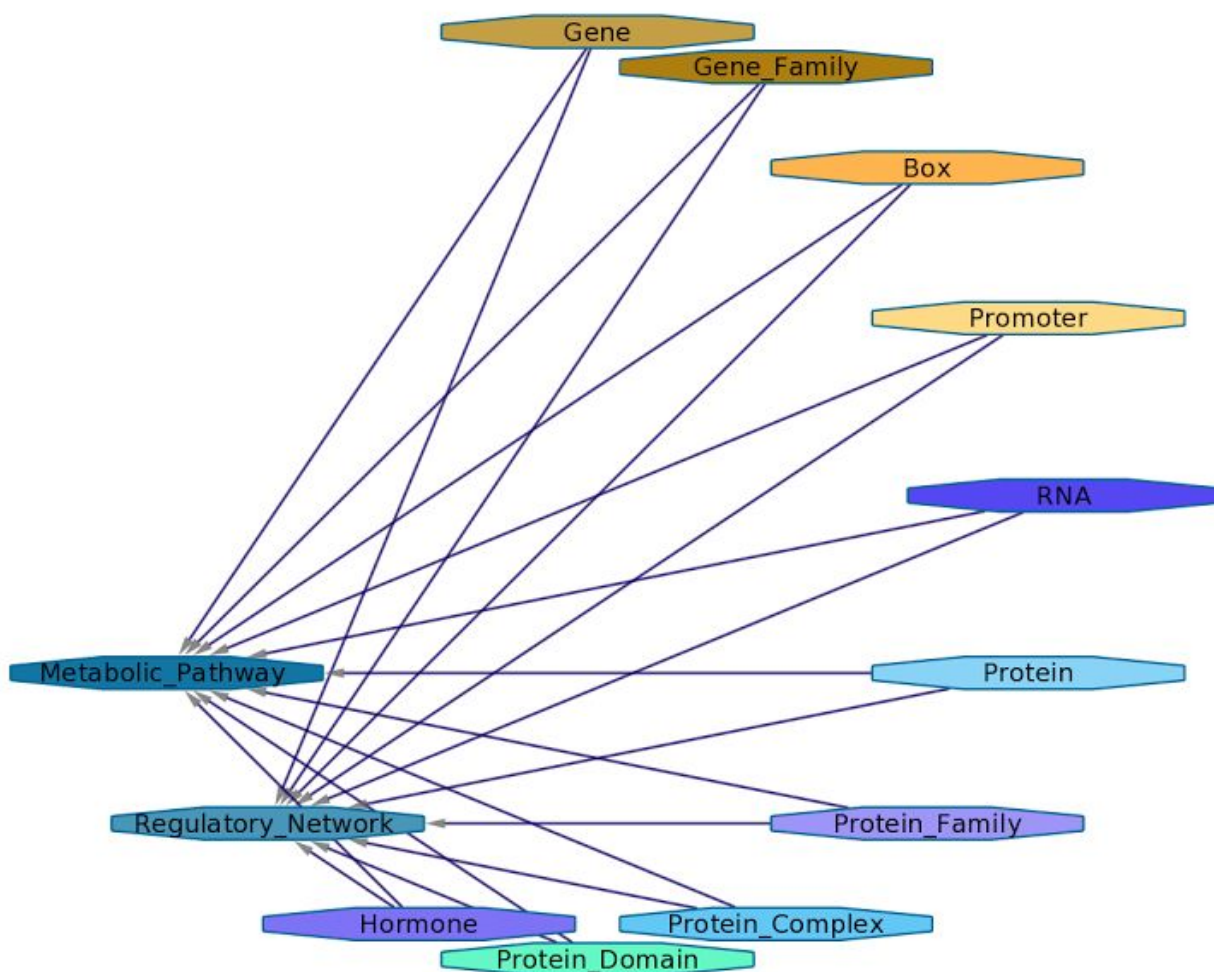 Gene
Gene_Family
Box
Promoter
RNA
Metabolic_Pathway
Protein
Regulatory_Network
Protein_Family
Hormone
Protein_Complex
Protein_Domain